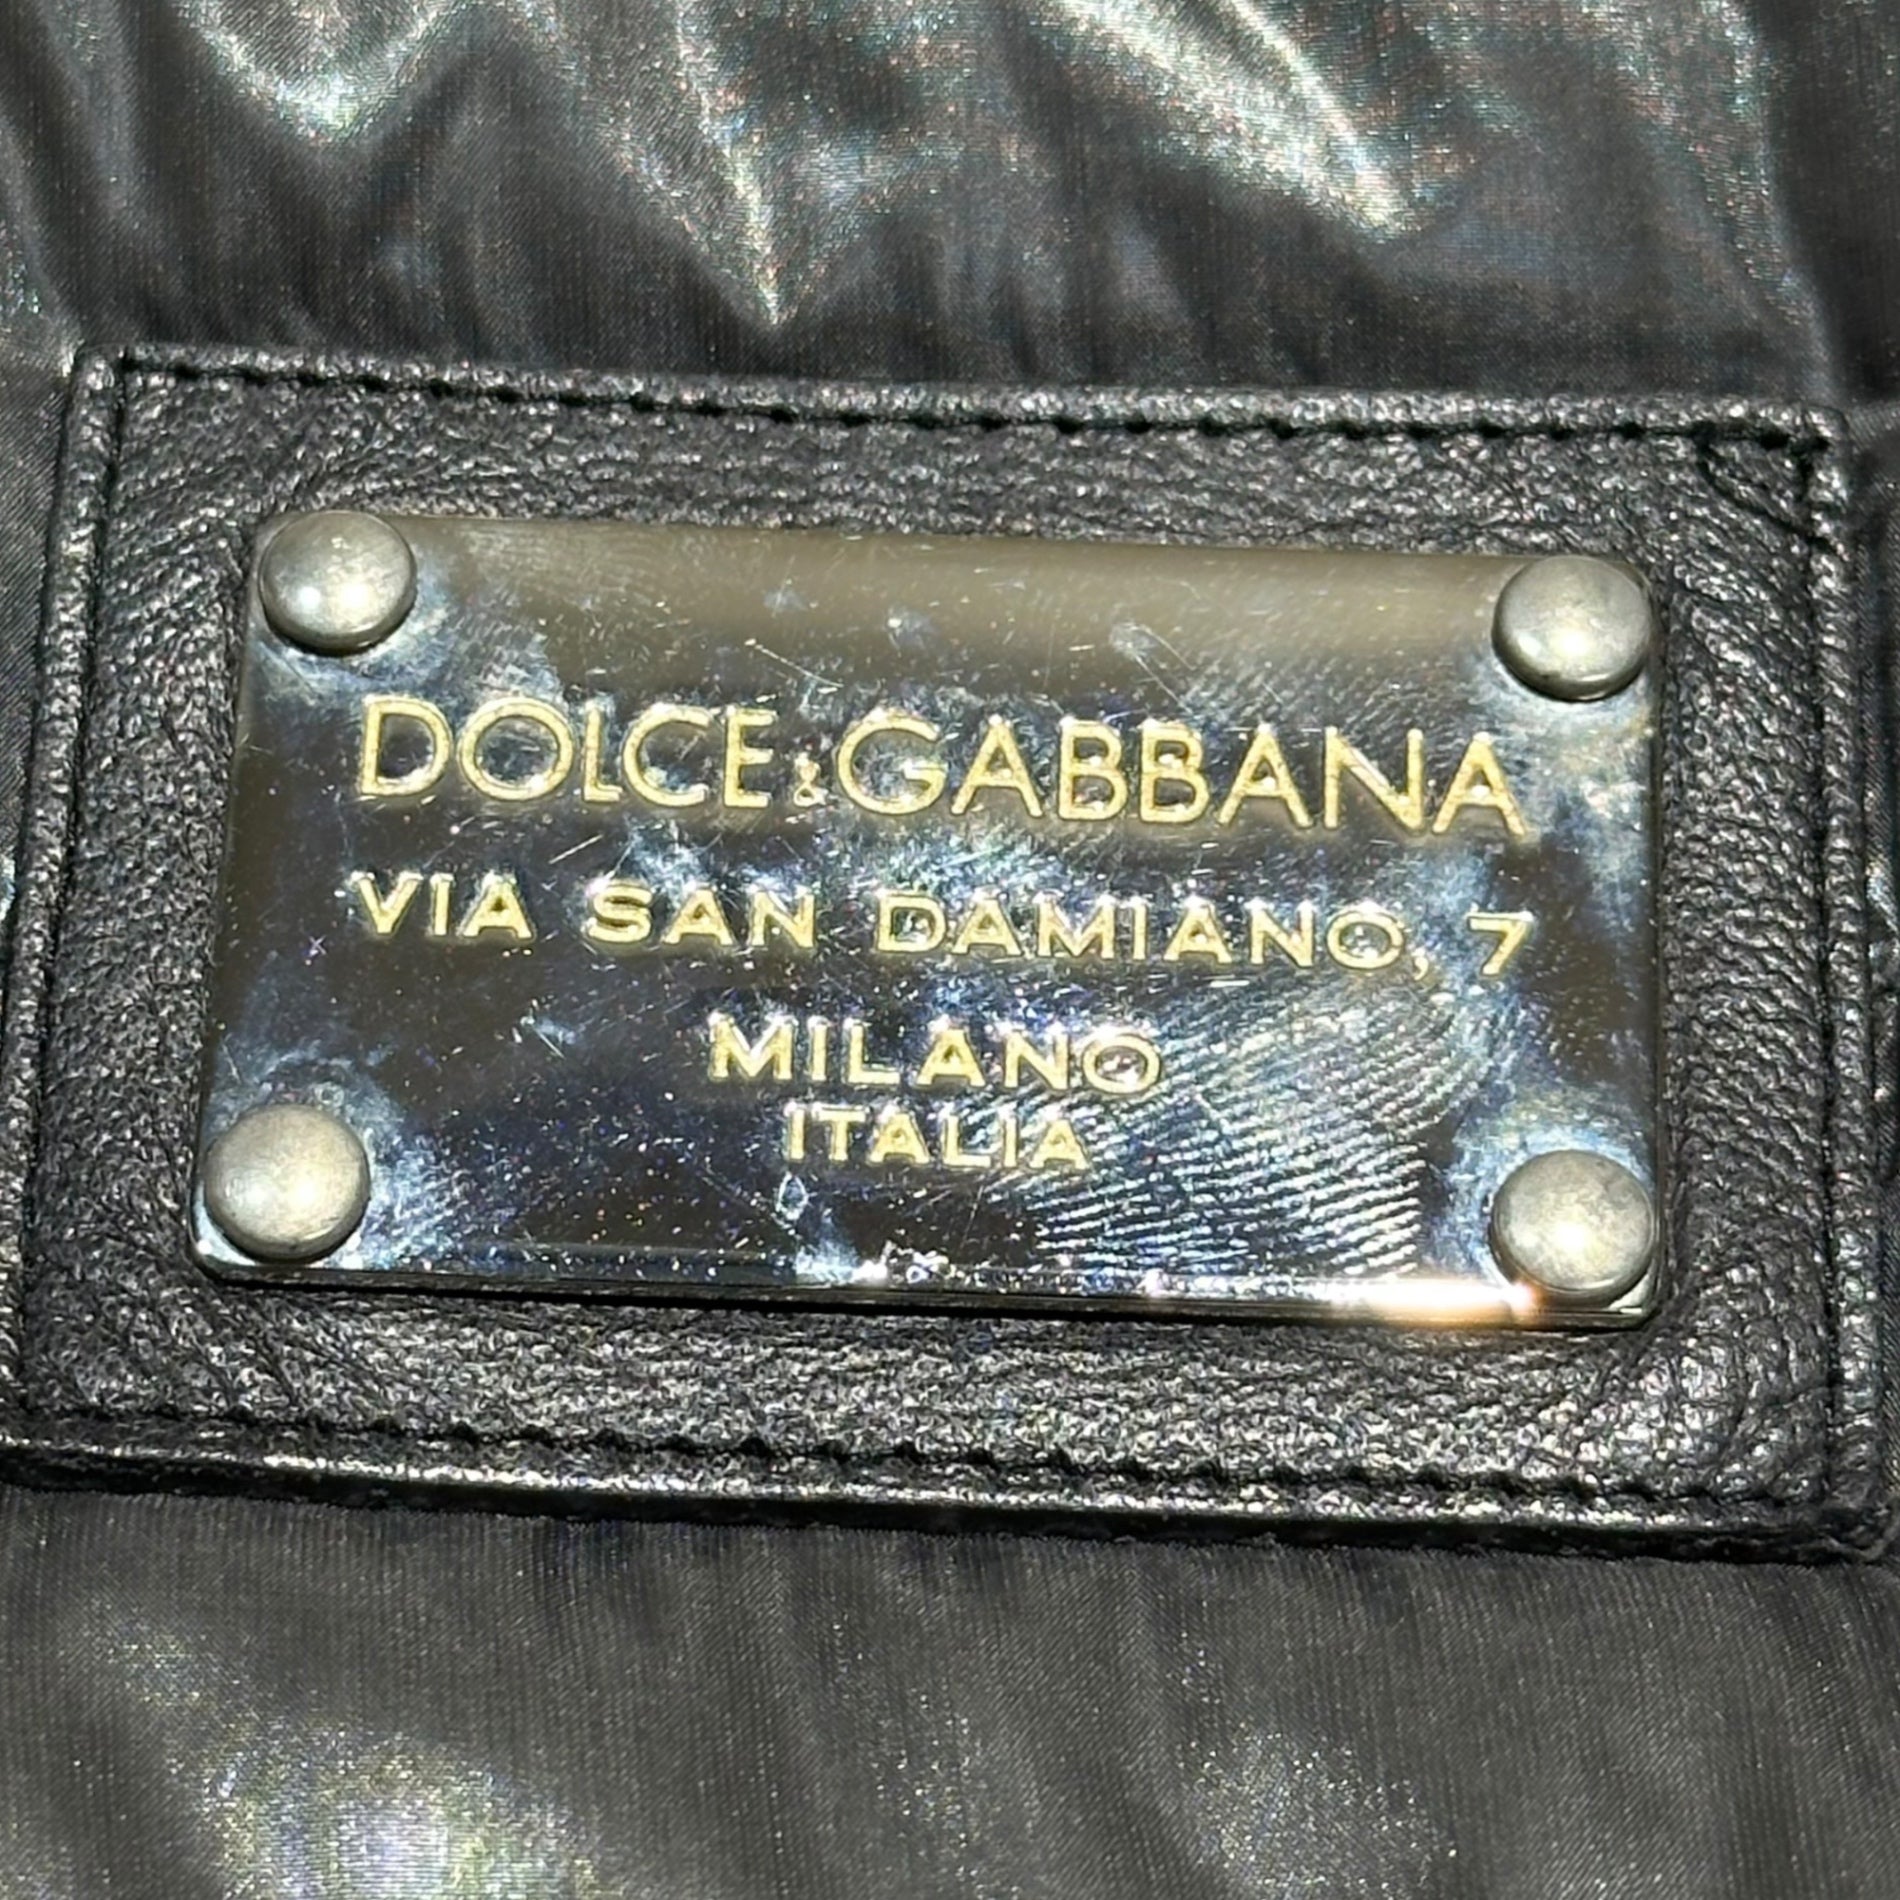 DOLCE&GABBANA
VIA SAN DAMIANO, 7
MILANO
ITALIA